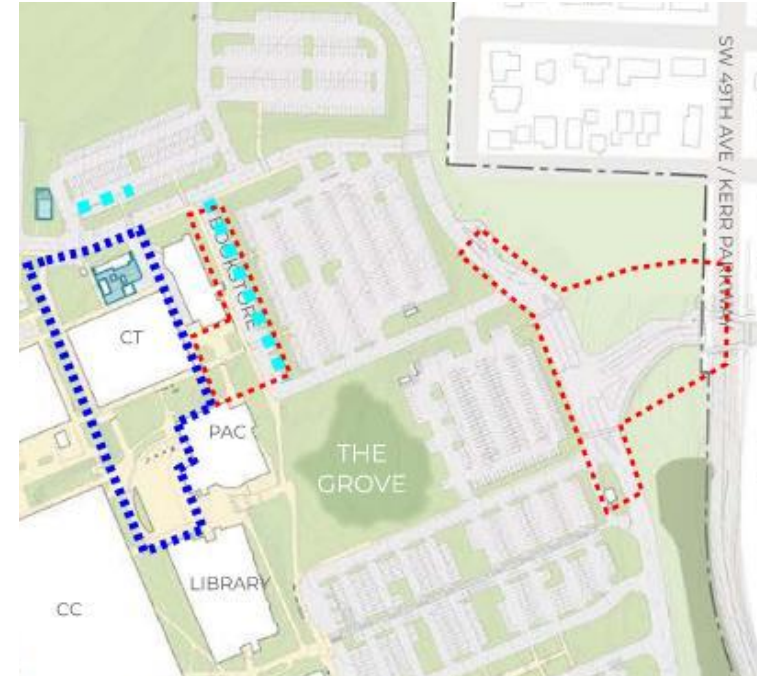 SW 49TH AVE / KERR PARKWAY
BOOKSTORE
CT
PAC
THE
GROVE
LIBRARY
CC